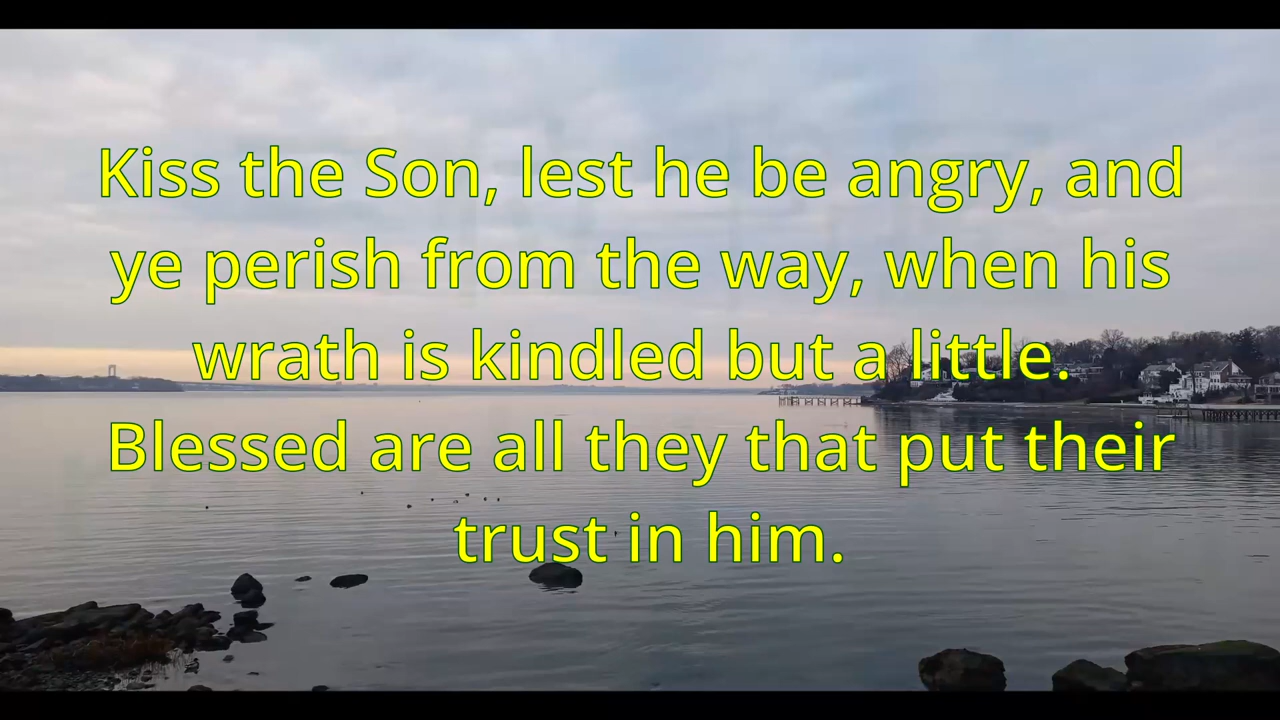 Kiss the Son, lest he be angry, and
ye perish from the way, when his
wrath is kindled but a little.
Blessed are all they that put their
trust in him.